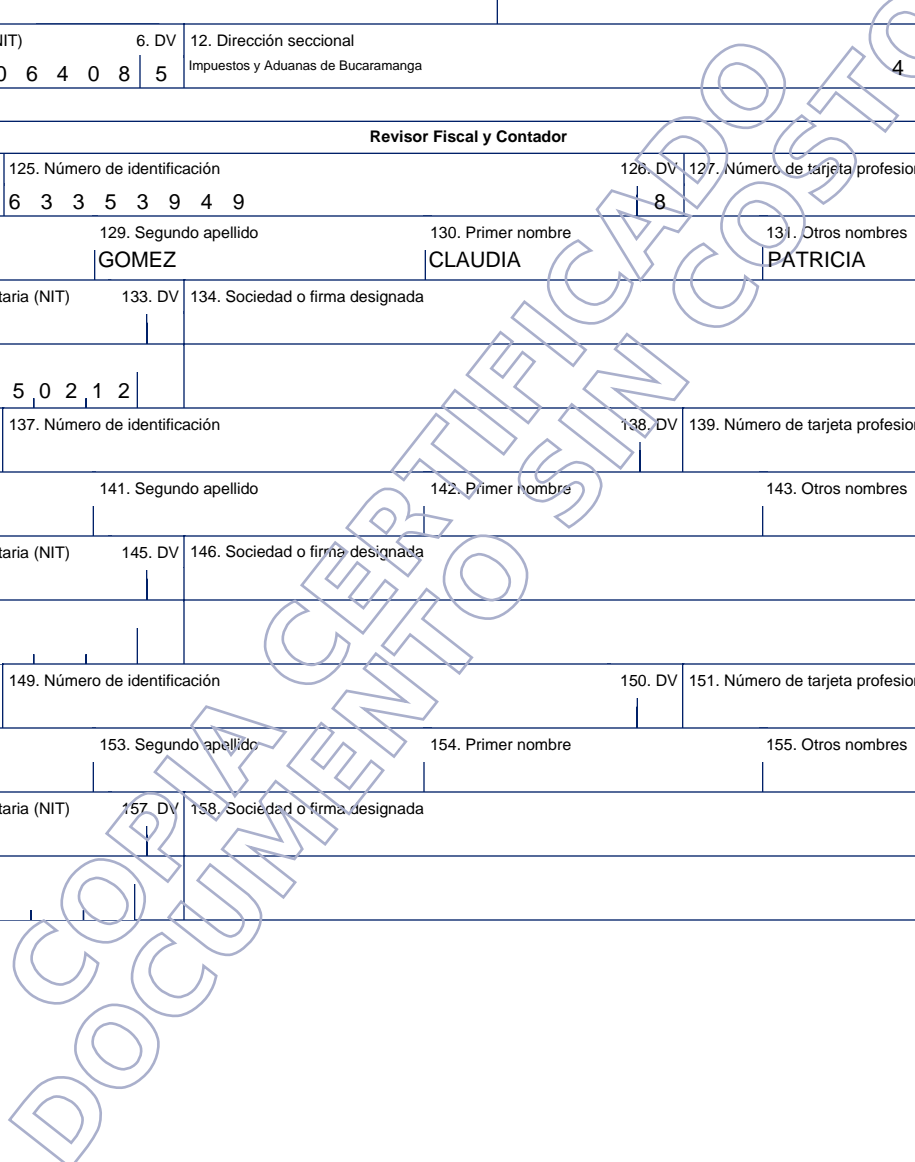 NIT) 6. DV 12. Dirección seccional
0 6 4 0 8 5 Impuestos y Aduanas de Bucaramanga 4
Revisor Fiscal y Contador
125. Número de identificación 126. DV 127. Número de tarjeta profesion
6 3 3 5 3 9 4 9 8
129. Segundo apellido 130. Primer nombre 131. Otros nombres
GOMEZ CLAUDIA PATRICIA
taria (NIT) 133. DV 134. Sociedad o firma designada
5 0 2 1 2
137. Número de identificación 138. DV 139. Número de tarjeta profesion
141. Segundo apellido 142. Primer nombre 143. Otros nombres
taria (NIT) 145. DV 146. Sociedad o firma designada
149. Número de identificación 150. DV 151. Número de tarjeta profesion
153. Segundo apellido 154. Primer nombre 155. Otros nombres
taria (NIT) 157. DV 158. Sociedad o firma designada
COPIA CERTIFICADO
DOCUMENTO SIN COSTO